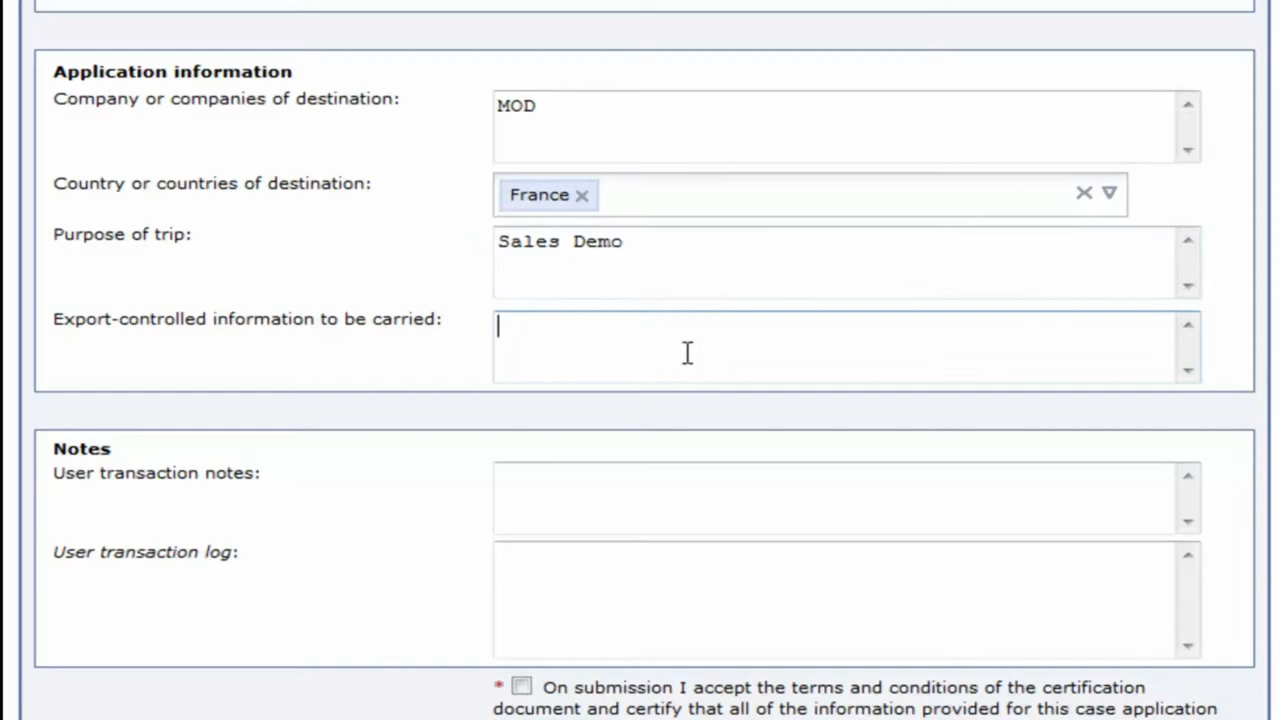 Application information
Company or companies of destination:
MOD
Country or countries of destination:
France
Purpose of trip:
Sales Demo
Export-controlled information to be carried:
Notes
User transaction notes:
User transaction log:
* On submission I accept the terms and conditions of the certification
document and certify that all of the information provided for this case application